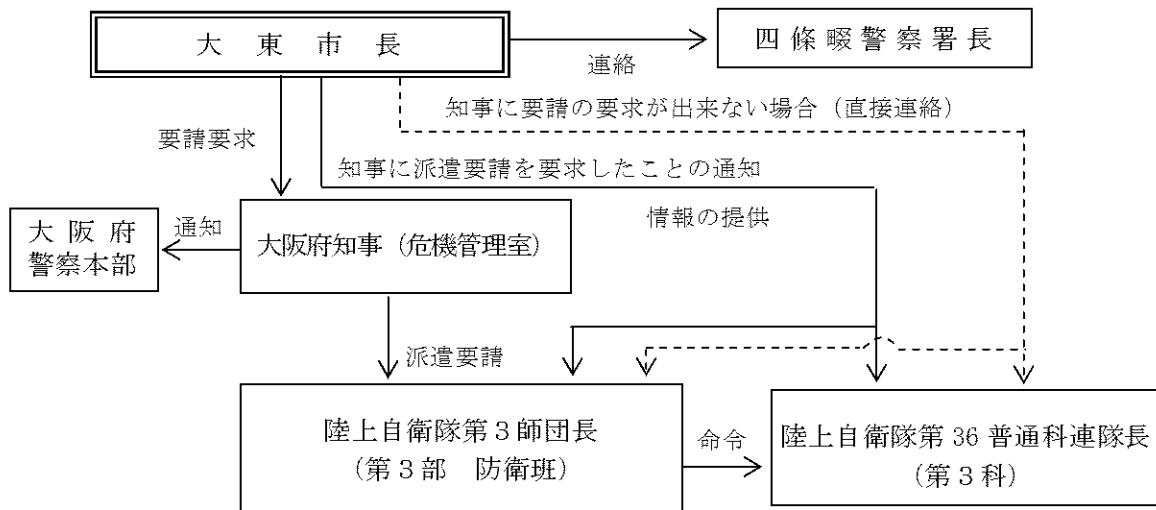 大東市長
四條畷警察署長
連絡
知事に要請の要求が出来ない場合（直接連絡）
要請要求
知事に派遣要請を要求したことの通知
情報の提供
大阪府
警察本部
通知
大阪府知事（危機管理室）
派遣要請
陸上自衛隊第３師団長
（第３部　防衛班）
命令
陸上自衛隊第 36 普通科連隊長
（第３科）